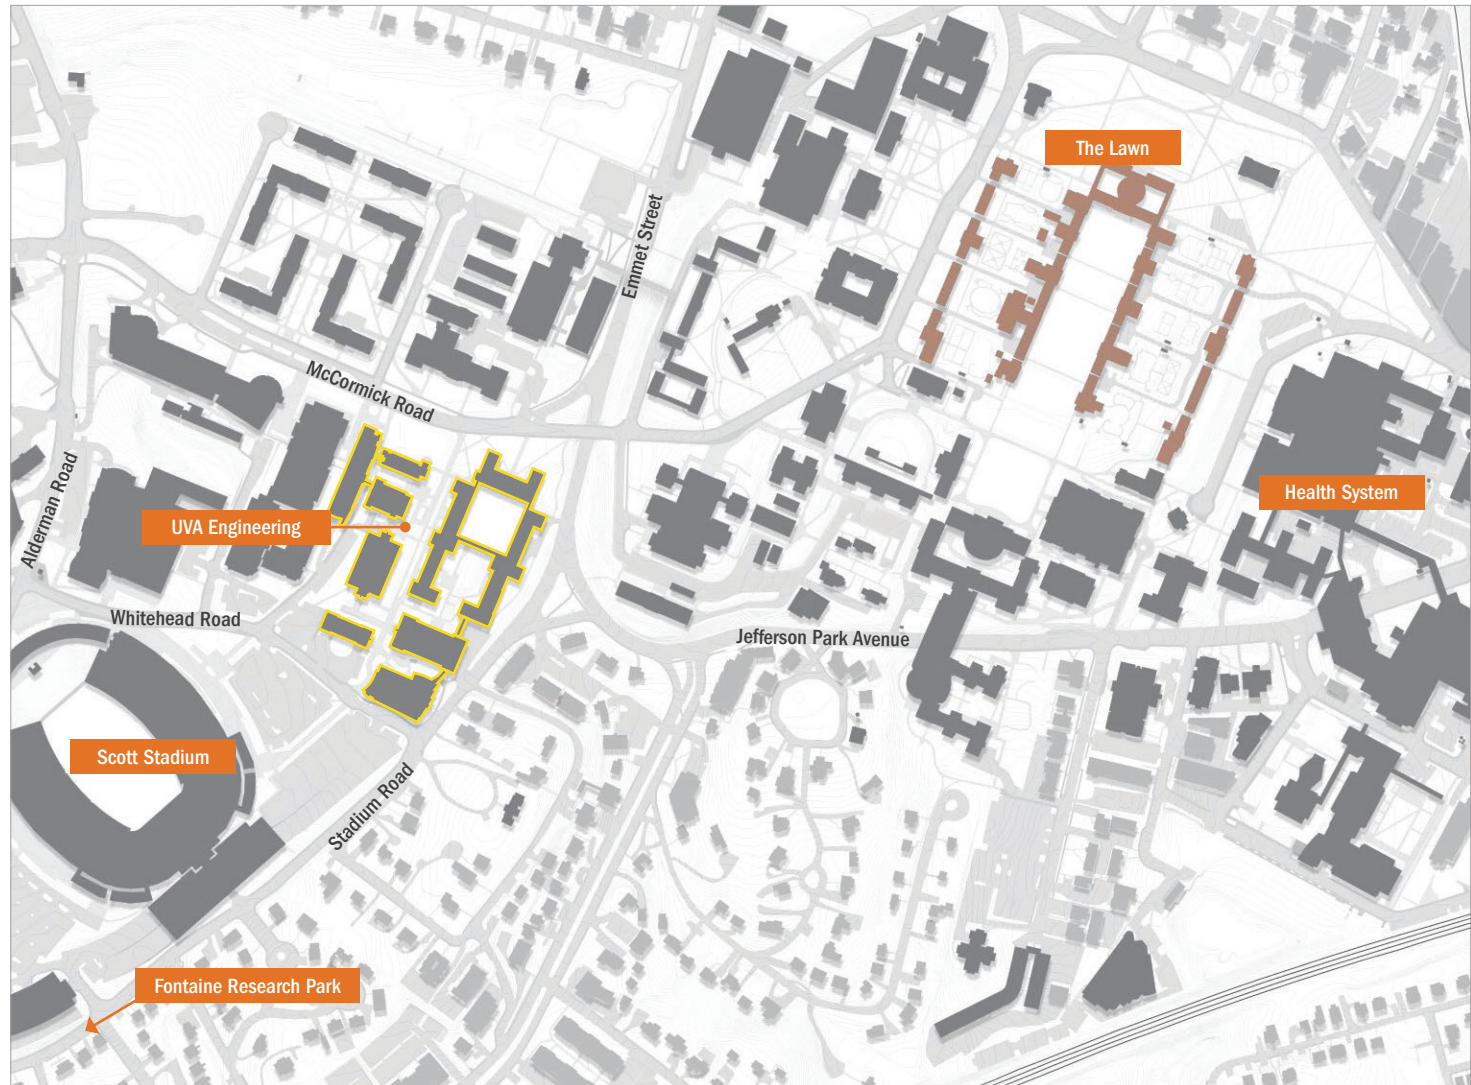 The Lawn
Emmet Street
McCormick Road
Health System
Alderman Road
UVA Engineering
Whitehead Road
Jefferson Park Avenue
Scott Stadium
Stadium Road
Fontaine Research Park